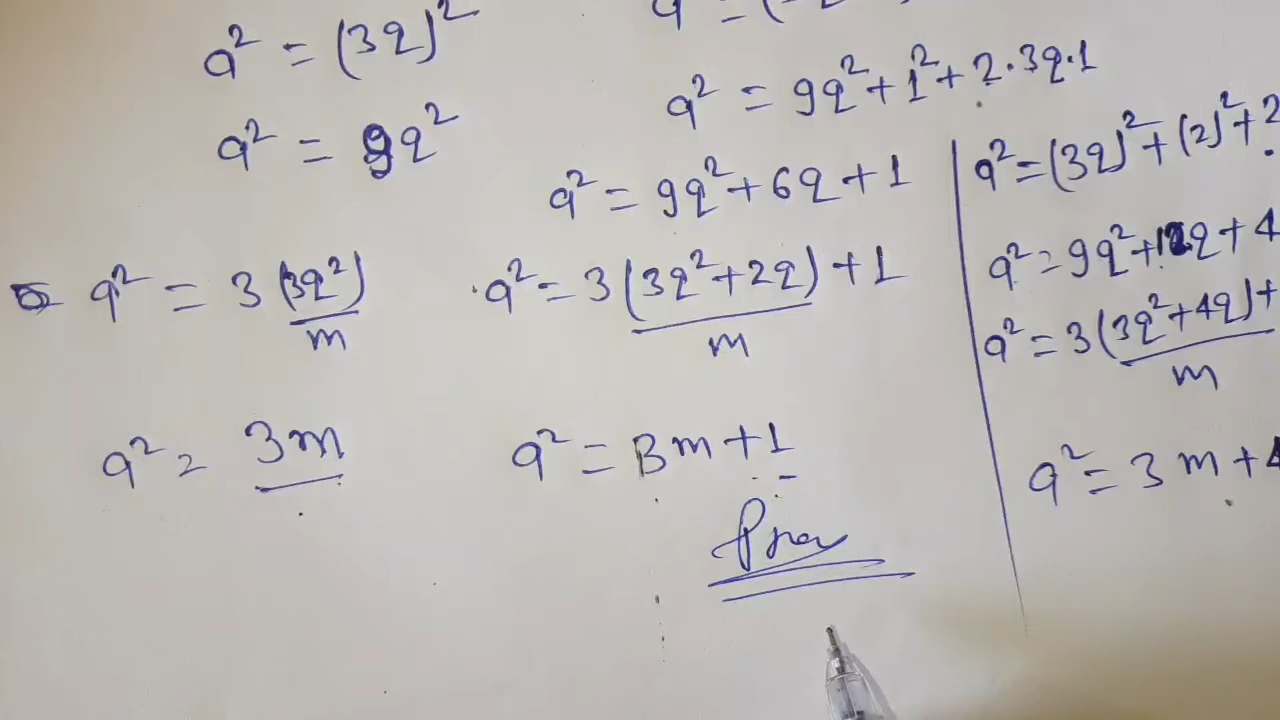 a² = (3q)²
a² = 9q²
a² = 3(3q²)
m
a² = 3m
a² = 9q² + 1² + 2·3q·1
a² = 9q² + 6q + 1
a² = 3(3q² + 2q) + 1
m
a² = 3m + 1
a² = (3q)² + (2)² + 2
a² = 9q² + 12q + 4
a² = 3(3q² + 4q) +
m
a² = 3m + 4